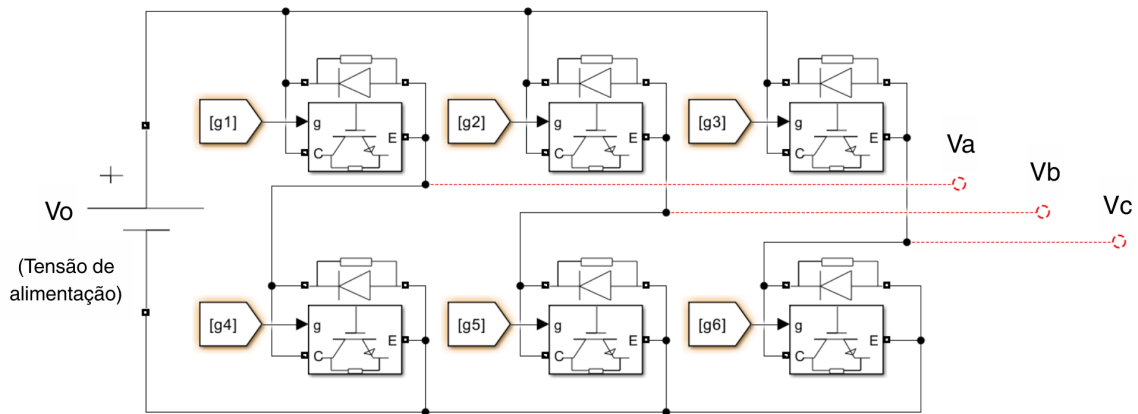 [g1]
g
C
E
[g2]
g
C
E
[g3]
g
C
E
Va
Vb
Vc
+
Vo
(Tensão de
alimentação)
[g4]
g
C
E
[g5]
g
C
E
[g6]
g
C
E